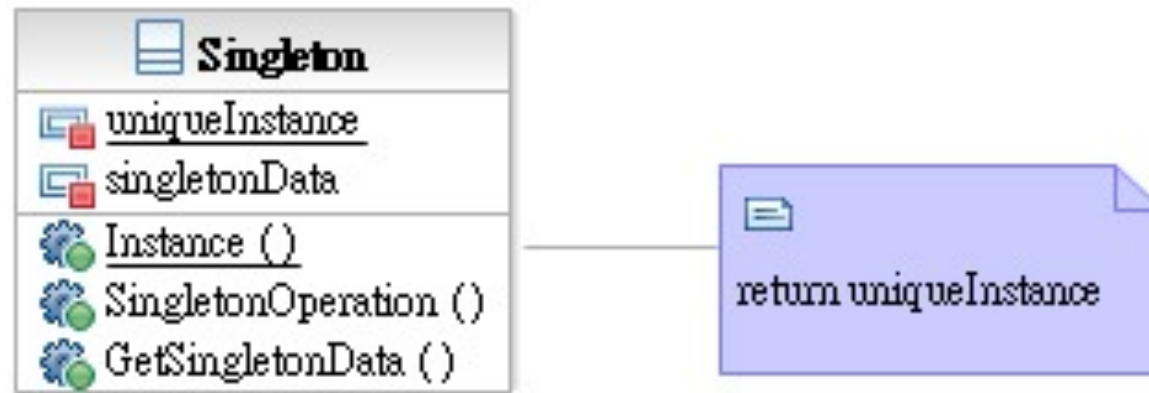 Singleton
uniqueInstance
singletonData
Instance ()
SingletonOperation ()
GetSingletonData ()
return uniqueInstance